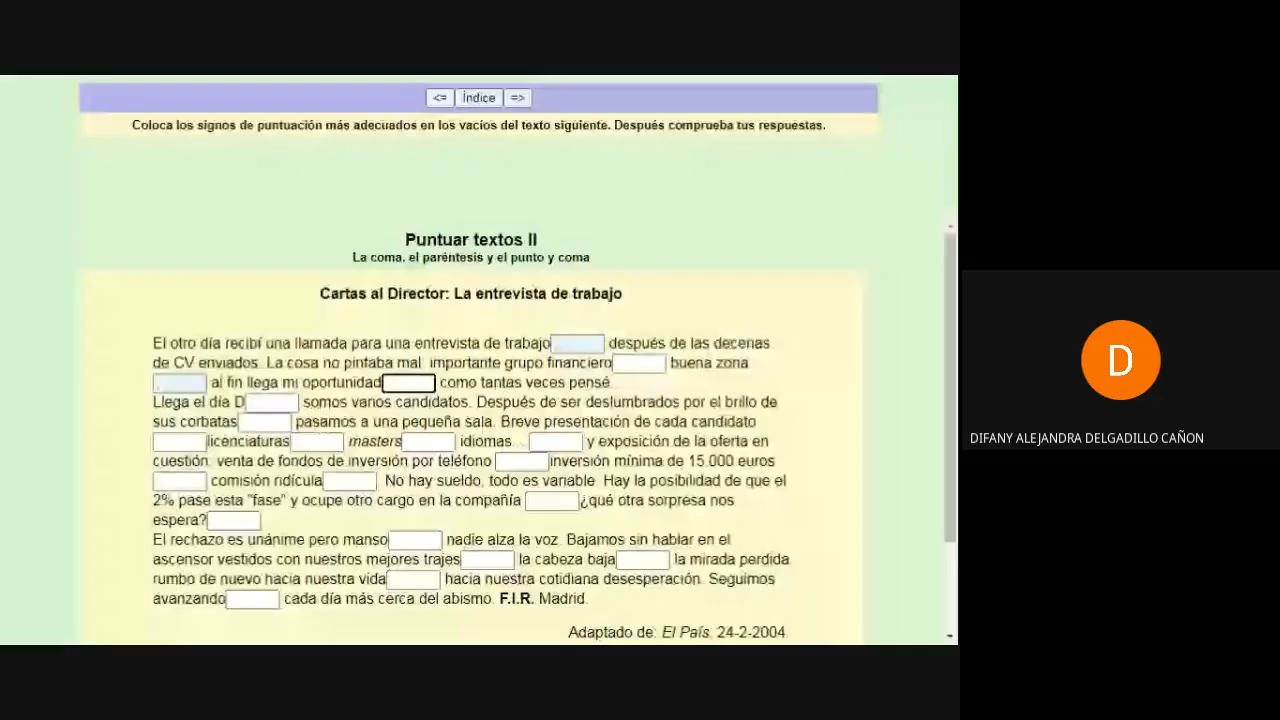 <= Índice =>
Coloca los signos de puntuación más adecuados en los vacíos del texto siguiente. Después comprueba tus respuestas.
Puntuar textos II
La coma, el paréntesis y el punto y coma
Cartas al Director: La entrevista de trabajo
El otro día recibí una llamada para una entrevista de trabajo después de las decenas
de CV enviados. La cosa no pintaba mal: importante grupo financiero buena zona
al fin llega mi oportunidad como tantas veces pensé.
Llega el día D somos varios candidatos. Después de ser deslumbrados por el brillo de
sus corbatas pasamos a una pequeña sala. Breve presentación de cada candidato
licenciaturas masters idiomas... y exposición de la oferta en
cuestión: venta de fondos de inversión por teléfono inversión mínima de 15.000 euros
comisión ridícula . No hay sueldo, todo es variable. Hay la posibilidad de que el
2% pase esta "fase" y ocupe otro cargo en la compañía ¿qué otra sorpresa nos
espera?
El rechazo es unánime pero manso nadie alza la voz. Bajamos sin hablar en el
ascensor vestidos con nuestros mejores trajes la cabeza baja la mirada perdida
rumbo de nuevo hacia nuestra vida hacia nuestra cotidiana desesperación. Seguimos
avanzando cada día más cerca del abismo. F.I.R. Madrid.
Adaptado de: El País, 24-2-2004
D
DIFANY ALEJANDRA DELGADILLO CAÑON